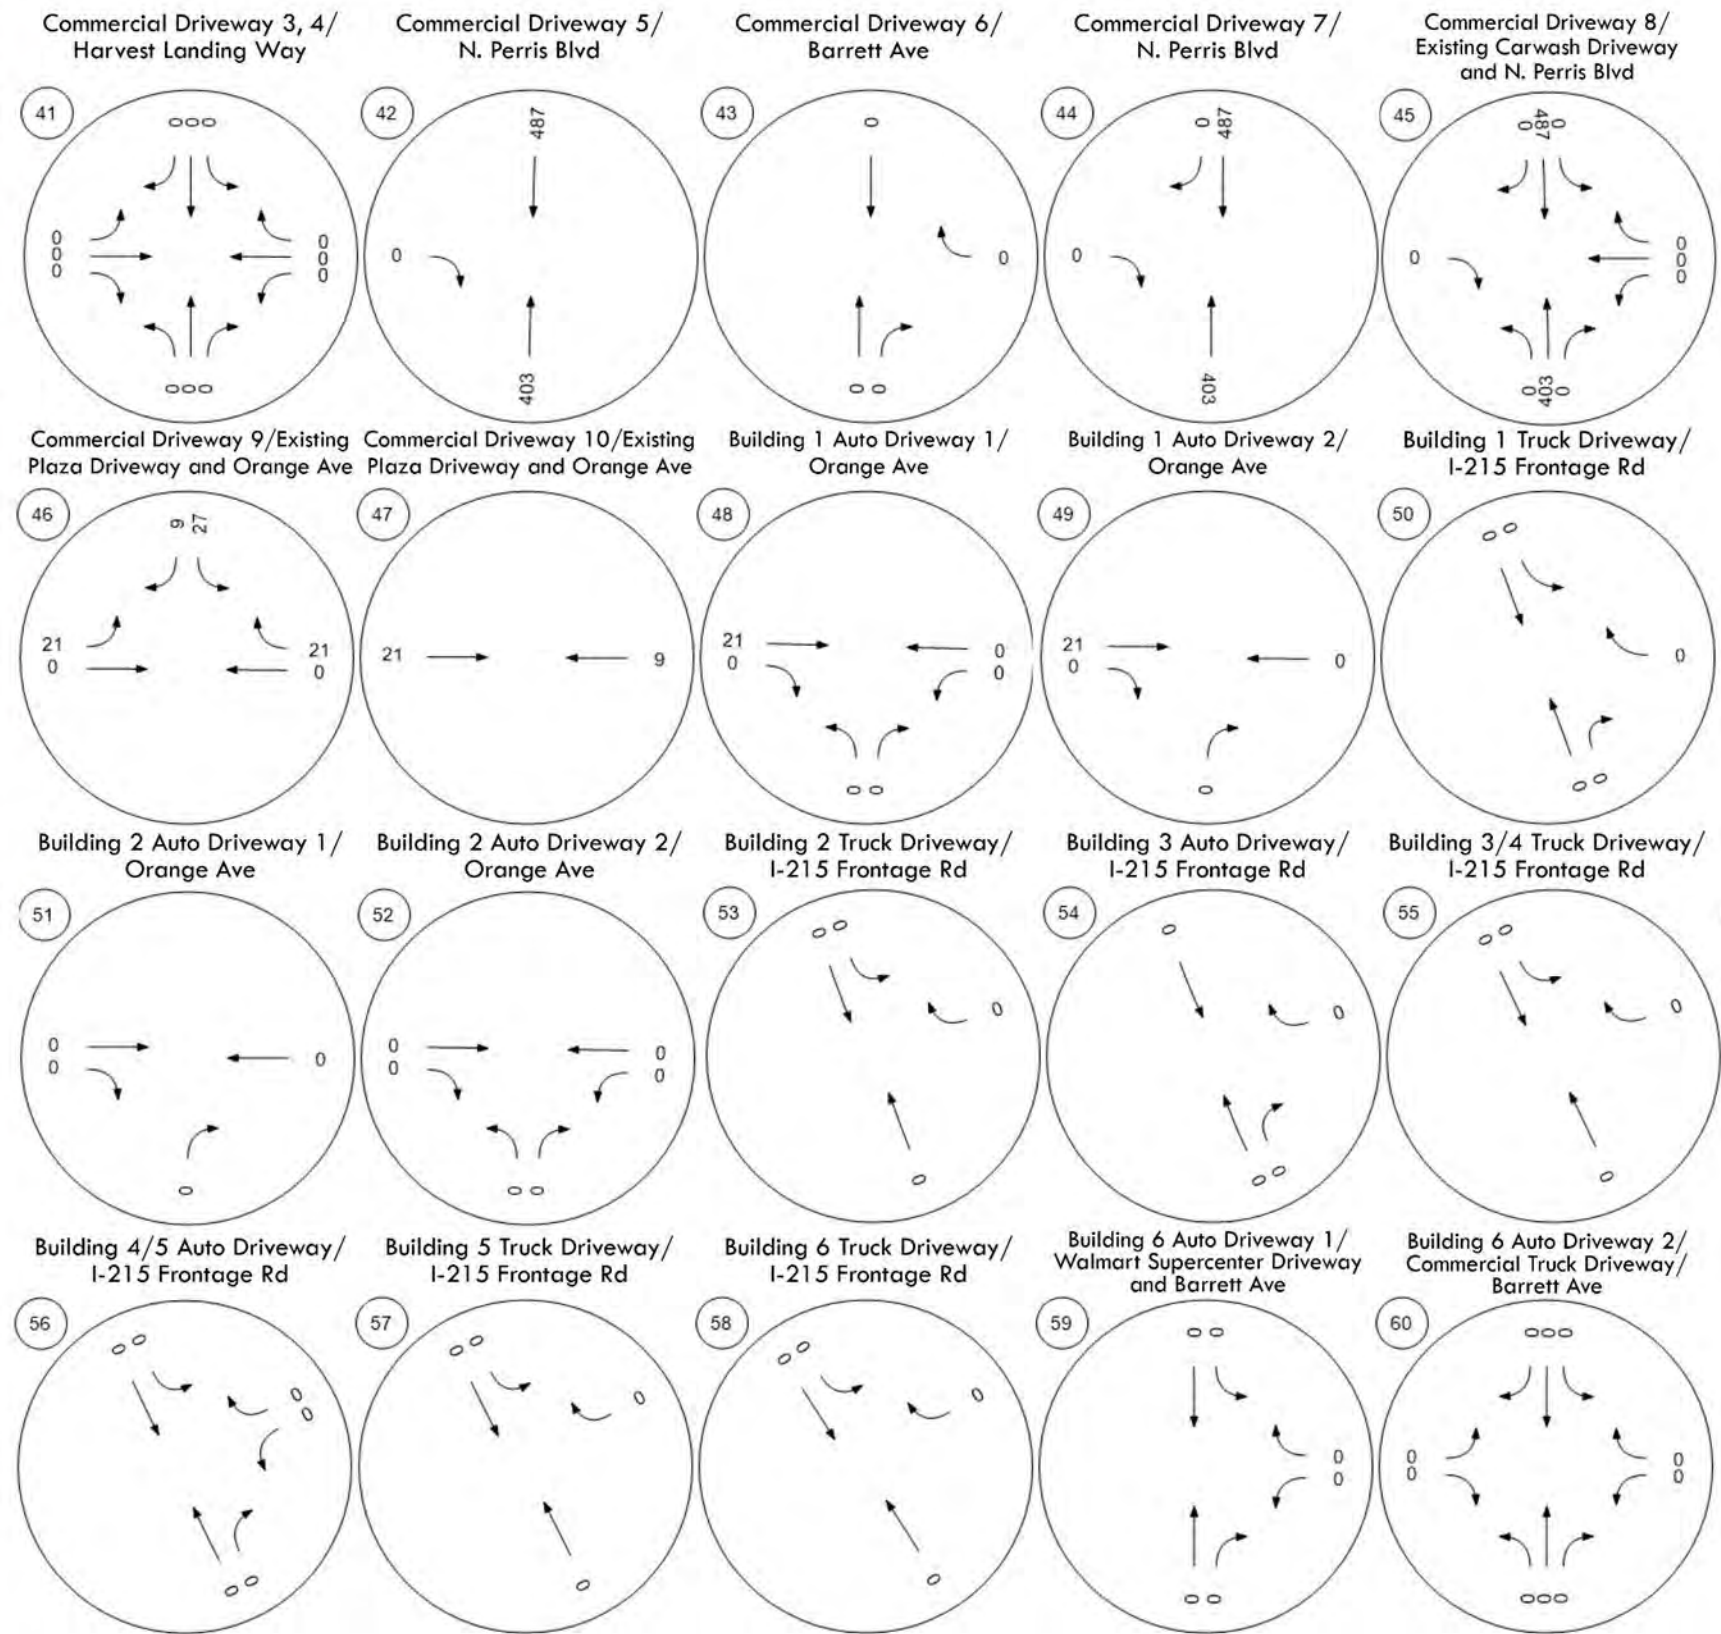 Commercial Driveway 3, 4/
Harvest Landing Way
41
000
0
0
0
0
0
0
000
Commercial Driveway 5/
N. Perris Blvd
42
487
0
403
Commercial Driveway 6/
Barrett Ave
43
0
0
0 0
Commercial Driveway 7/
N. Perris Blvd
44
0 487
0
403
Commercial Driveway 8/
Existing Carwash Driveway
and N. Perris Blvd
45
0 487 0
0
0
0
0
0 403 0
Commercial Driveway 9/Existing
Plaza Driveway and Orange Ave
46
9 27
21
0
21
0
Commercial Driveway 10/Existing
Plaza Driveway and Orange Ave
47
21
9
Building 1 Auto Driveway 1/
Orange Ave
48
21
0
0
0
0 0
Building 1 Auto Driveway 2/
Orange Ave
49
21
0
0
0
Building 1 Truck Driveway/
I-215 Frontage Rd
50
0 0
0
0 0
Building 2 Auto Driveway 1/
Orange Ave
51
0
0
0
0
Building 2 Auto Driveway 2/
Orange Ave
52
0
0
0
0
0 0
Building 2 Truck Driveway/
I-215 Frontage Rd
53
0 0
0
0
Building 3 Auto Driveway/
I-215 Frontage Rd
54
0
0
0 0
Building 3/4 Truck Driveway/
I-215 Frontage Rd
55
0 0
0
0
Building 4/5 Auto Driveway/
I-215 Frontage Rd
56
0 0
0
0
0 0
Building 5 Truck Driveway/
I-215 Frontage Rd
57
0 0
0
0
Building 6 Truck Driveway/
I-215 Frontage Rd
58
0 0
0
0
Building 6 Auto Driveway 1/
Walmart Supercenter Driveway
and Barrett Ave
59
0 0
0
0
0 0
Building 6 Auto Driveway 2/
Commercial Truck Driveway/
Barrett Ave
60
000
0
0
0
0
000